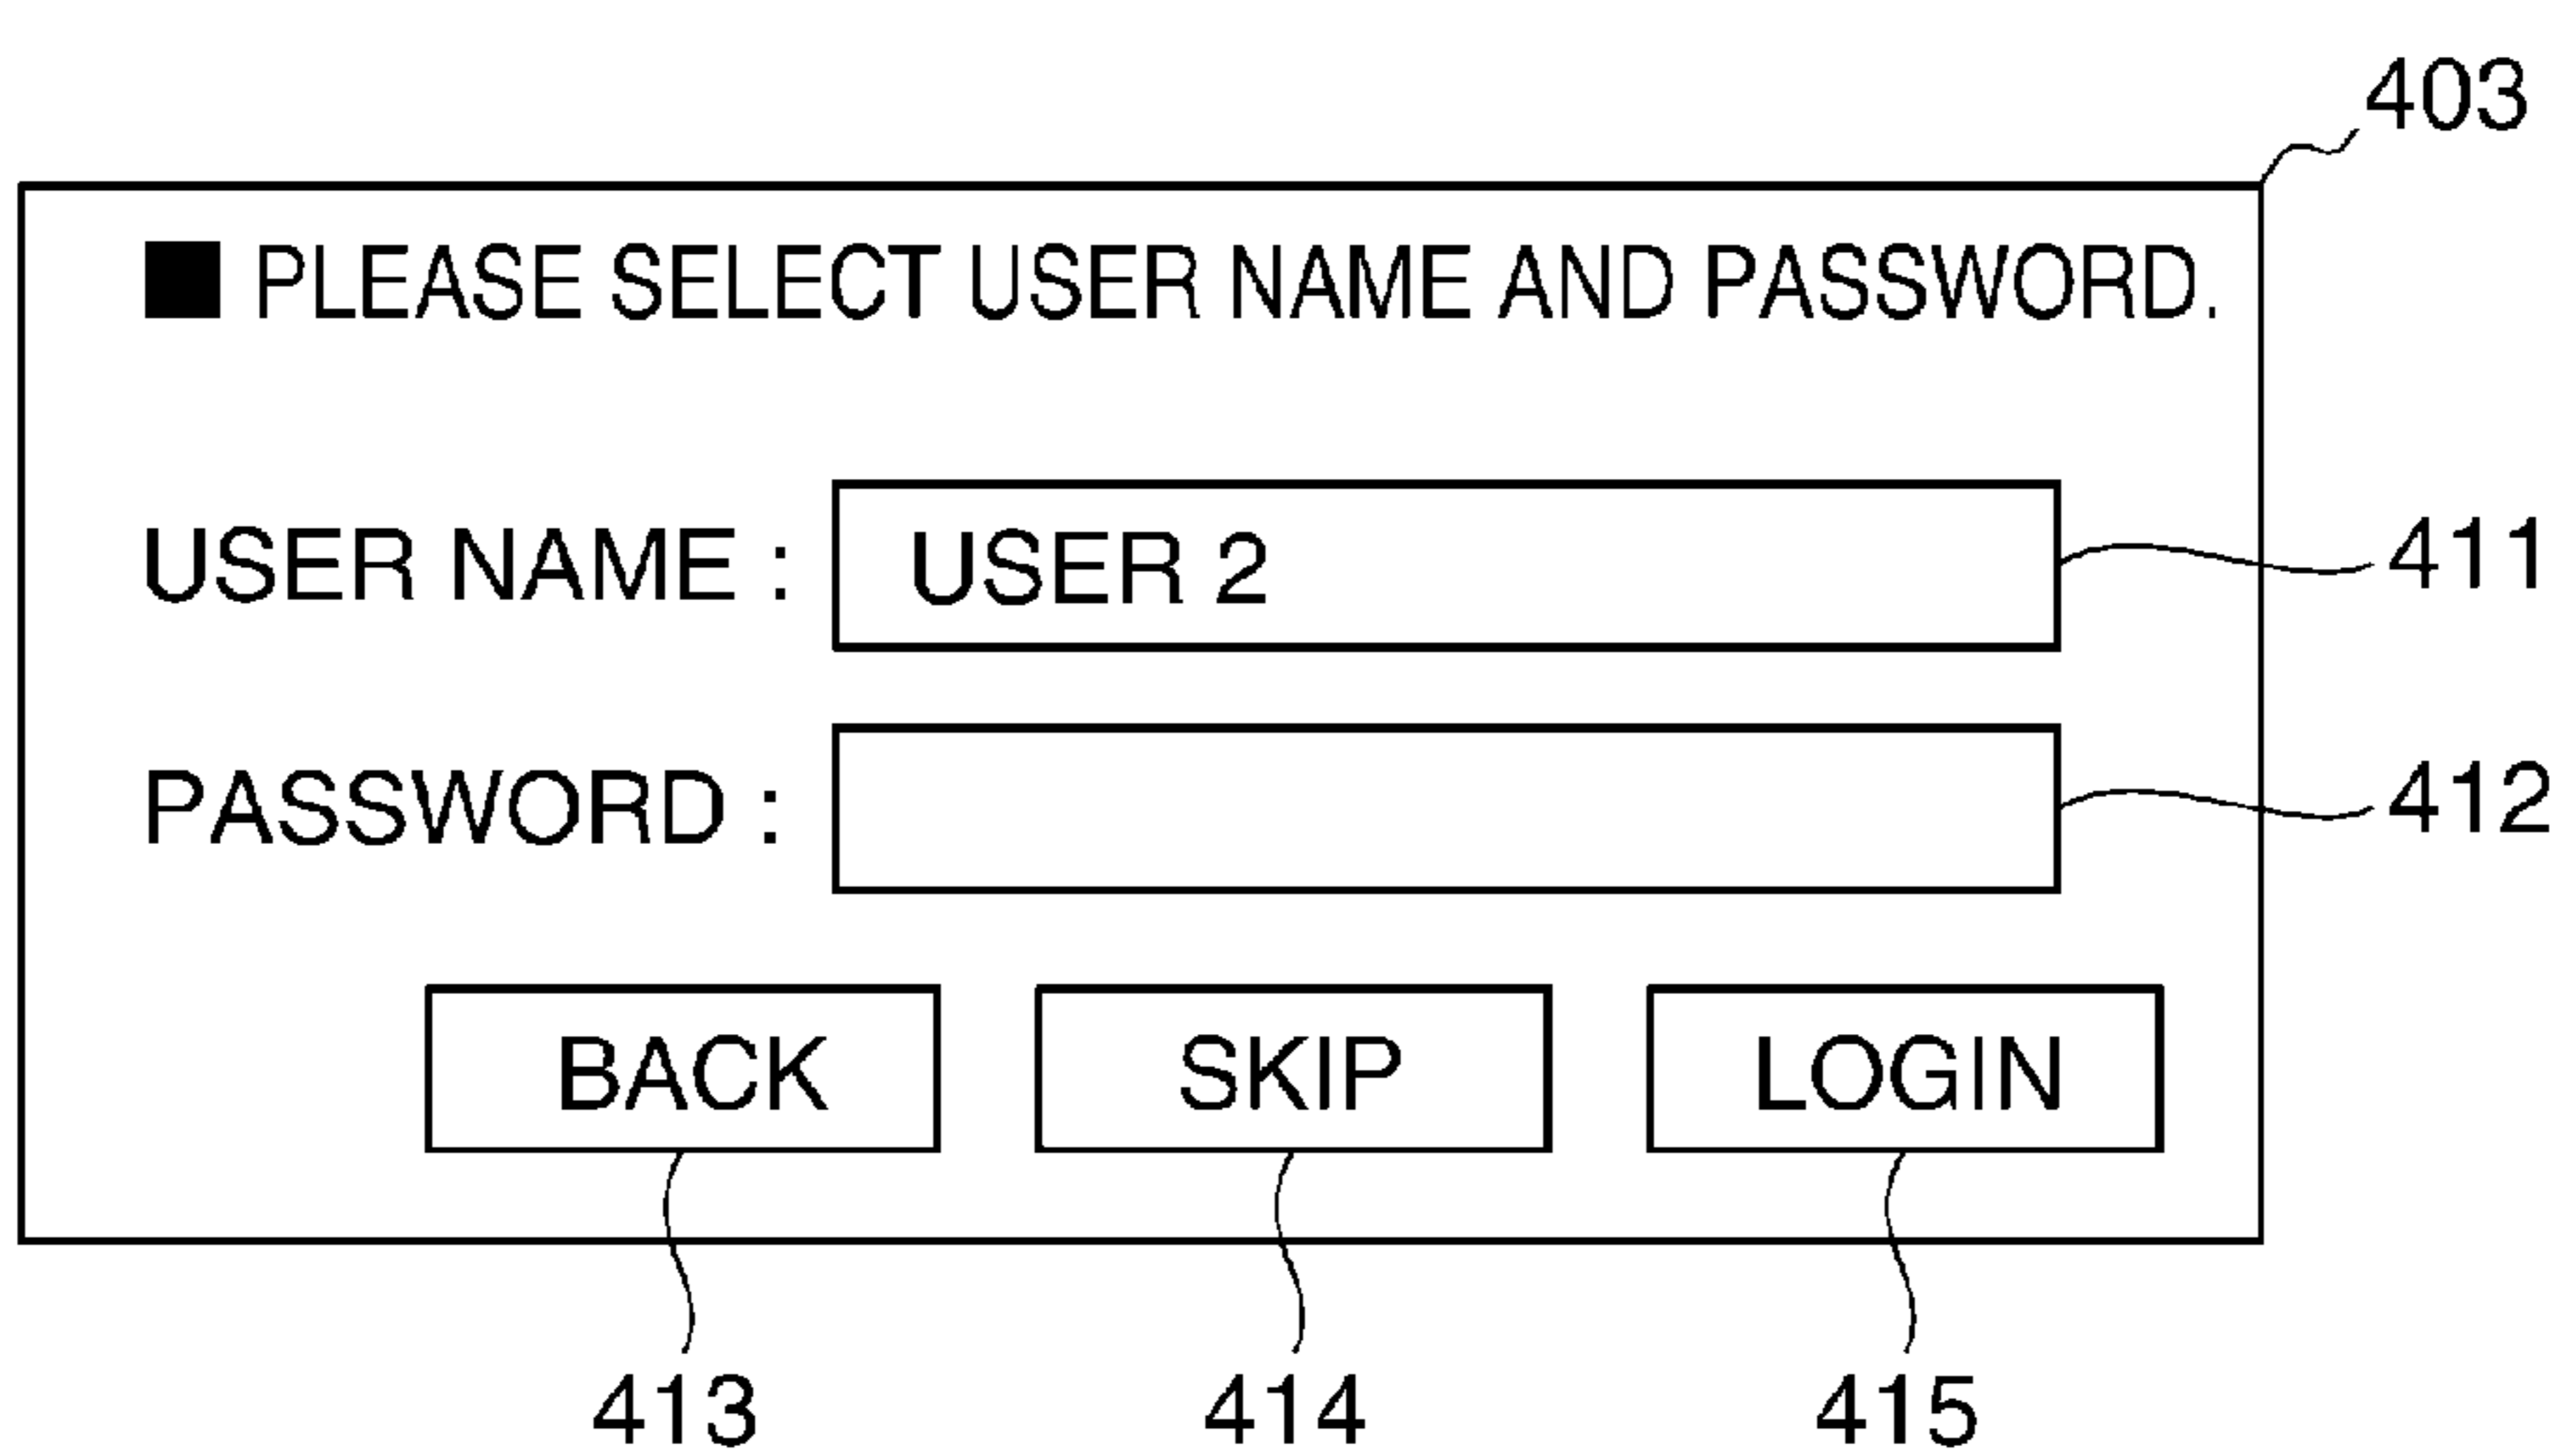 403
■ PLEASE SELECT USER NAME AND PASSWORD.
USER NAME : USER 2 411
PASSWORD : 412
BACK SKIP LOGIN
413 414 415